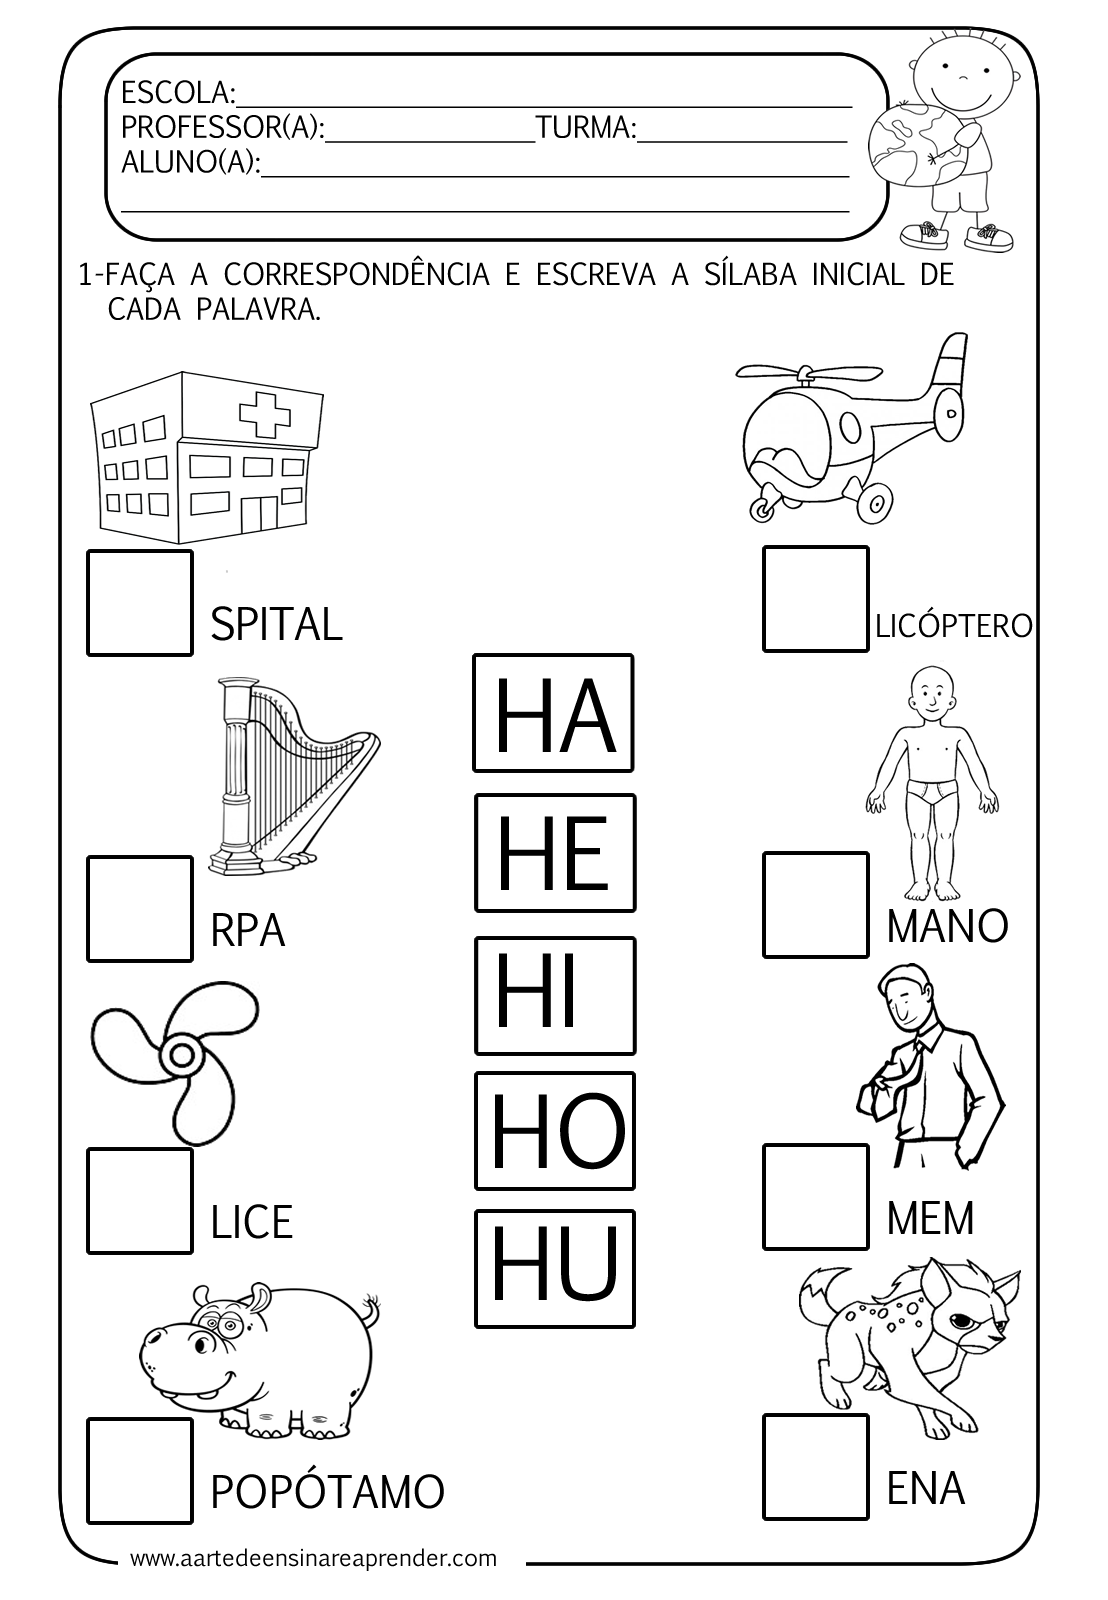 ESCOLA:
PROFESSOR(A): TURMA:
ALUNO(A):
1-FAÇA A CORRESPONDÊNCIA E ESCREVA A SÍLABA INICIAL DE
CADA PALAVRA.
SPITAL
LICÓPTERO
HA
HE
RPA
MANO
HI
HO
LICE
MEM
HU
POPÓTAMO
ENA
www.aartedeensinareaprender.com